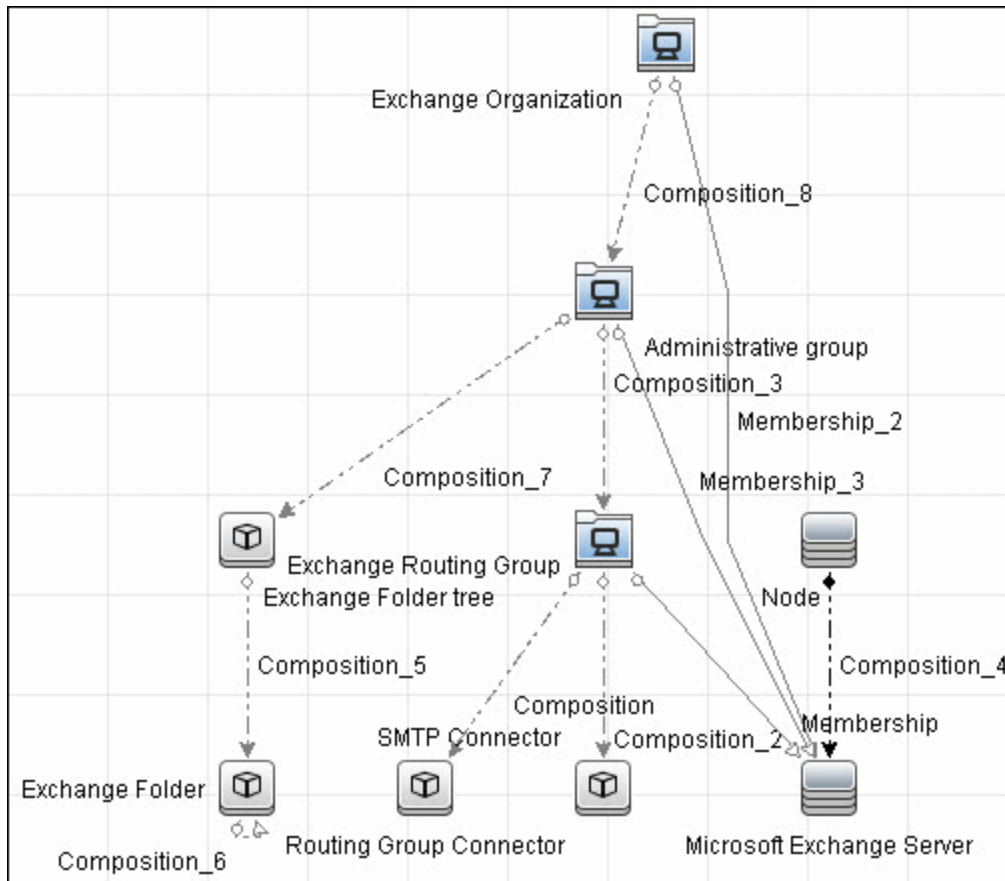 Exchange Organization
Composition_8
Administrative group
Composition_3
Membership_2
Composition_7
Membership_3
Exchange Routing Group
Exchange Folder tree
Node
Composition_5
Composition_4
Composition
Membership
SMTP Connector
Composition_2
Exchange Folder
Routing Group Connector
Microsoft Exchange Server
Composition_6